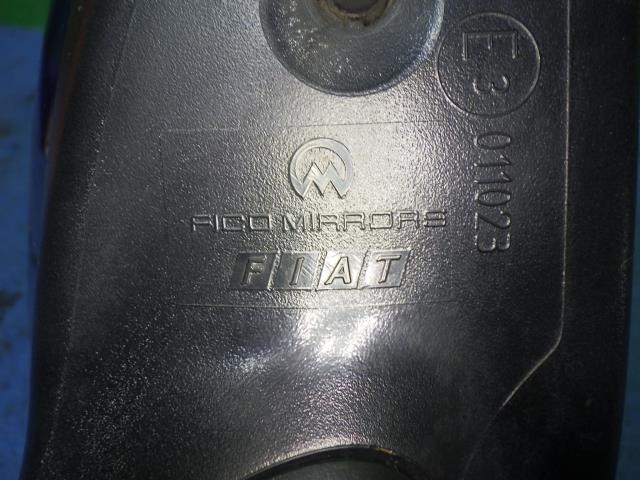 E3
011023
FICO MIRRORS
FIAT